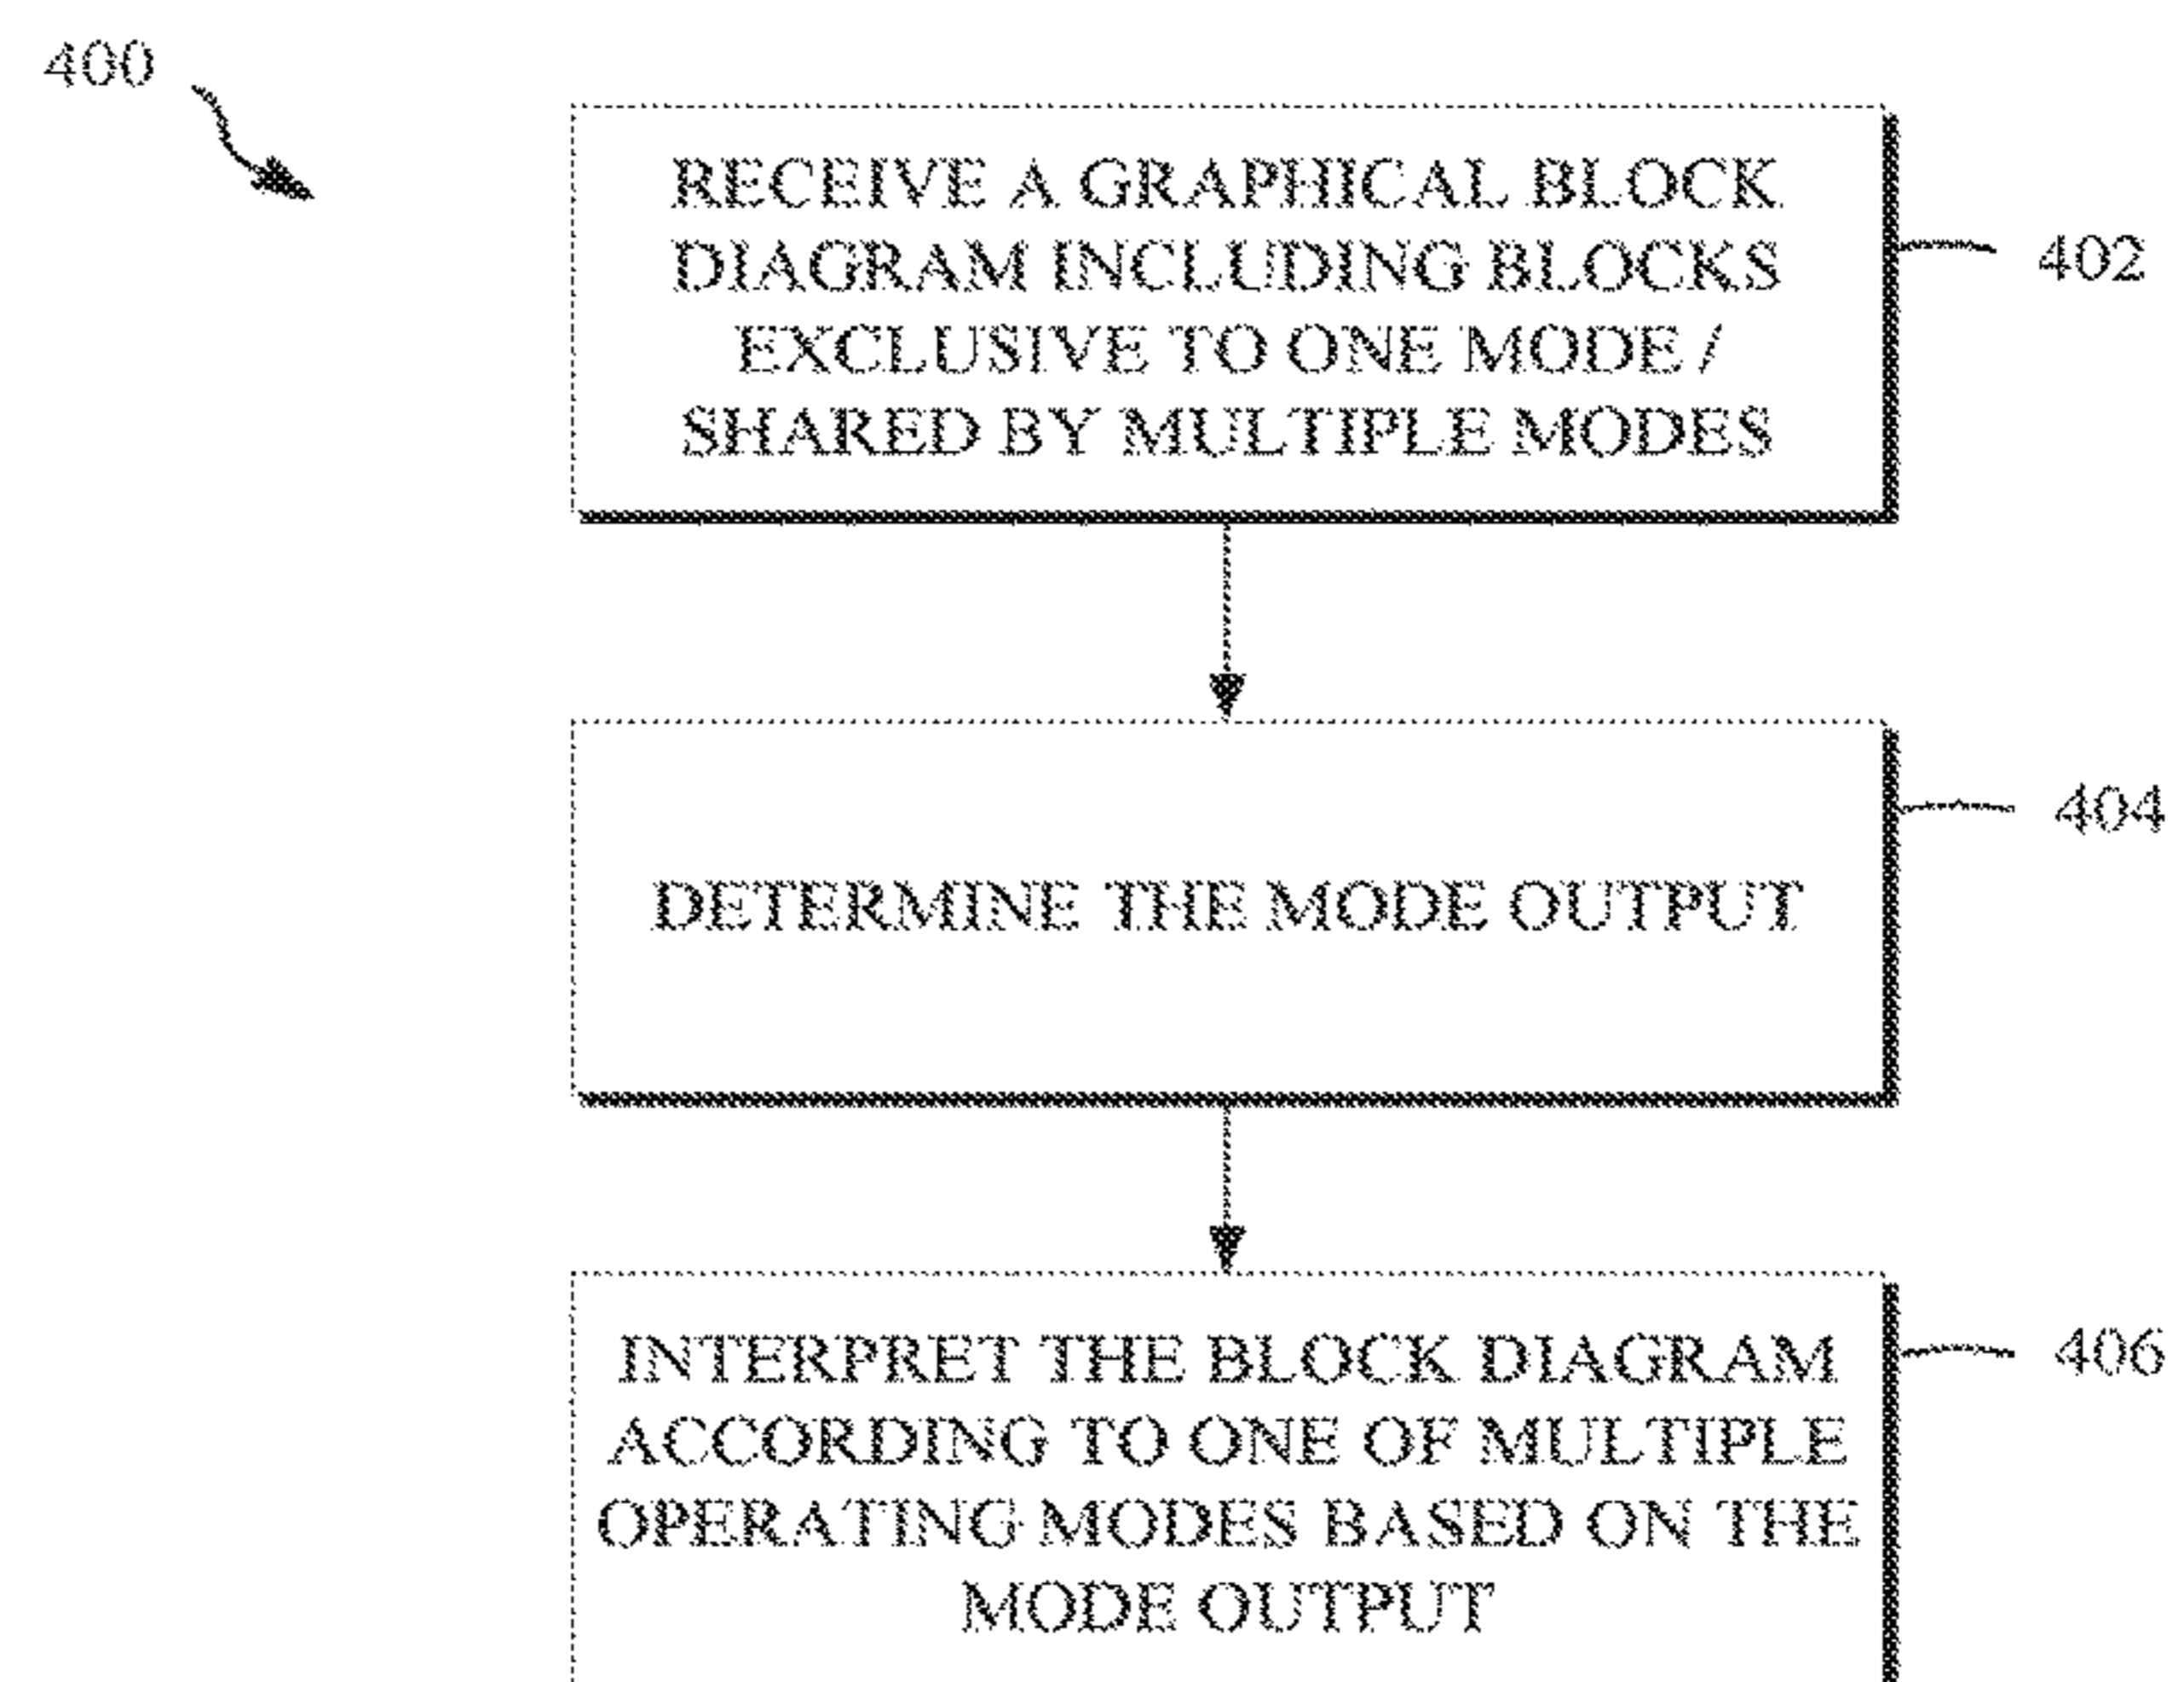 400
RECEIVE A GRAPHICAL BLOCK
DIAGRAM INCLUDING BLOCKS
EXCLUSIVE TO ONE MODE /
SHARED BY MULTIPLE MODES
402
DETERMINE THE MODE OUTPUT
404
INTERPRET THE BLOCK DIAGRAM
ACCORDING TO ONE OF MULTIPLE
OPERATING MODES BASED ON THE
MODE OUTPUT
406